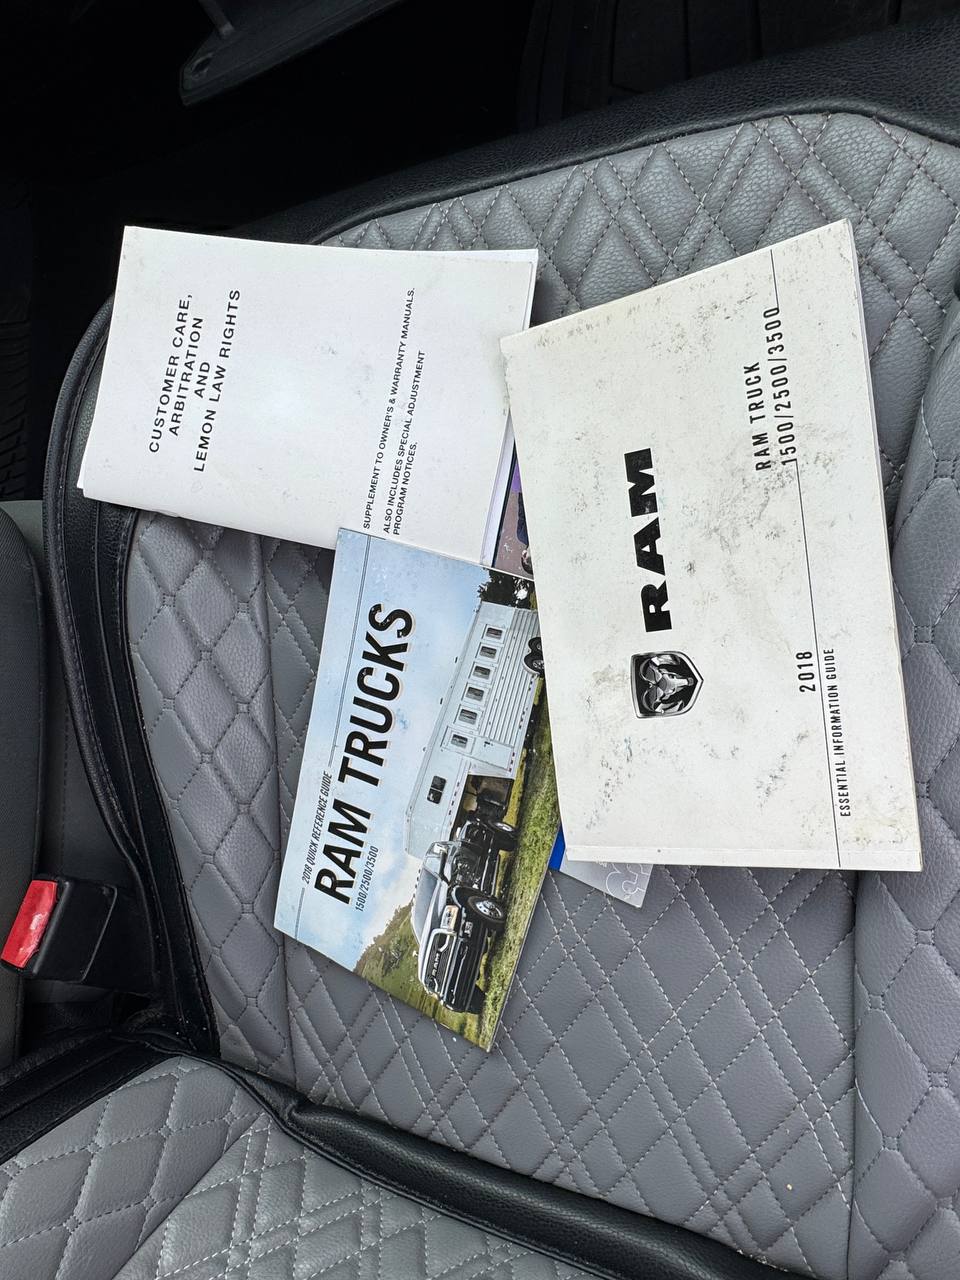 CUSTOMER CARE,
ARBITRATION
AND
LEMON LAW RIGHTS
SUPPLEMENT TO OWNER'S & WARRANTY MANUALS.
ALSO INCLUDES SPECIAL ADJUSTMENT
PROGRAM NOTICES.
2018 QUICK REFERENCE GUIDE
RAM TRUCKS
1500/2500/3500
RAM
RAM
RAM TRUCK
1500/2500/3500
2018
ESSENTIAL INFORMATION GUIDE